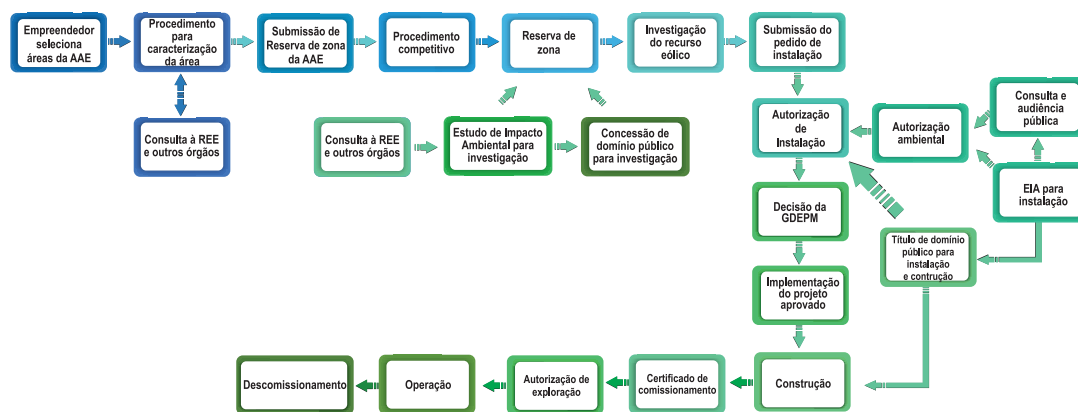 Empreendedor
seleciona
áreas da AAE
Procedimento
para
caracterização
da área
Submissão de
Reserva de zona
da AAE
Procedimento
competitivo
Reserva de
zona
Investigação
do recurso
eólico
Submissão do
pedido de
instalação
Consulta à REE
e outros órgãos
Consulta à REE
e outros órgãos
Estudo de Impacto
Ambiental para
investigação
Concessão de
domínio público
para investigação
Autorização
de
Instalação
Autorização
ambiental
Consulta e
audiência
pública
EIA para
instalação
Decisão da
GDEPM
Título de domínio
público para
instalação
e contrução
Implementação
do projeto
aprovado
Descomissionamento
Operação
Autorização de
exploração
Certificado de
comissionamento
Construção